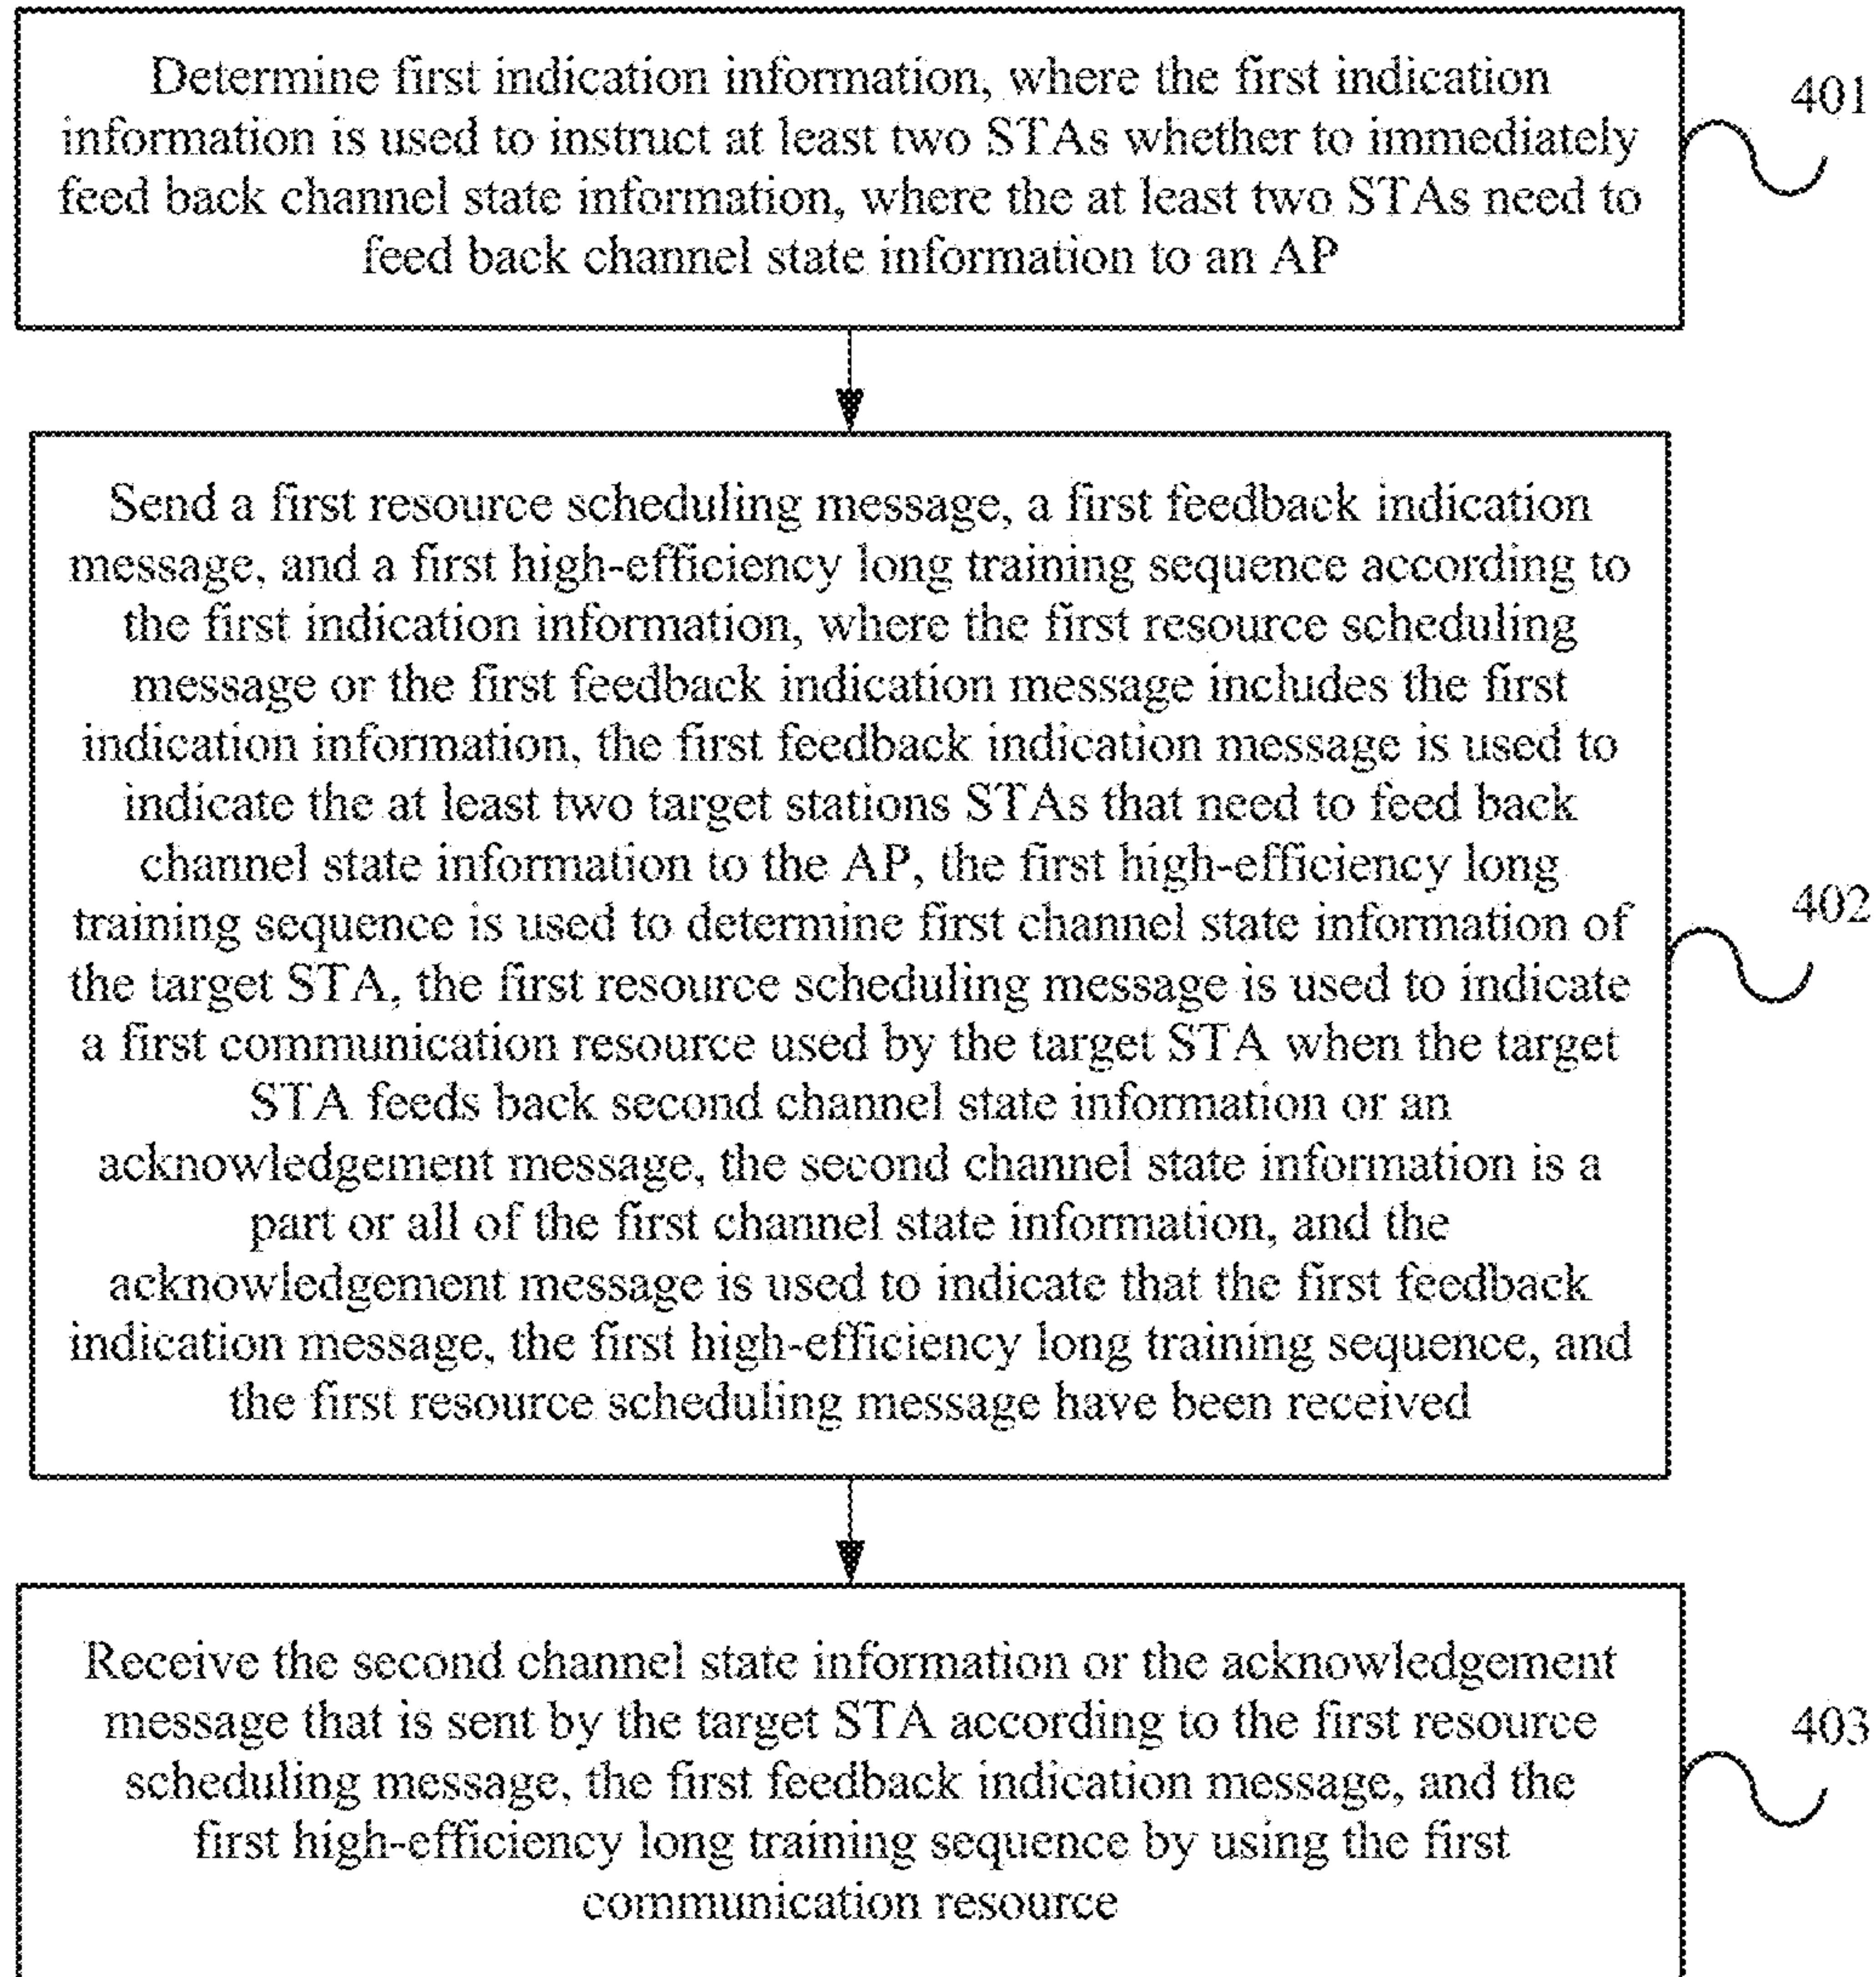 Determine first indication information, where the first indication
information is used to instruct at least two STAs whether to immediately
feed back channel state information, where the at least two STAs need to
feed back channel state information to an AP
401
Send a first resource scheduling message, a first feedback indication
message, and a first high-efficiency long training sequence according to
the first indication information, where the first resource scheduling
message or the first feedback indication message includes the first
indication information, the first feedback indication message is used to
indicate the at least two target stations STAs that need to feed back
channel state information to the AP, the first high-efficiency long
training sequence is used to determine first channel state information of
the target STA, the first resource scheduling message is used to indicate
a first communication resource used by the target STA when the target
STA feeds back second channel state information or an
acknowledgement message, the second channel state information is a
part or all of the first channel state information, and the
acknowledgement message is used to indicate that the first feedback
indication message, the first high-efficiency long training sequence, and
the first resource scheduling message have been received
402
Receive the second channel state information or the acknowledgement
message that is sent by the target STA according to the first resource
scheduling message, the first feedback indication message, and the
first high-efficiency long training sequence by using the first
communication resource
403